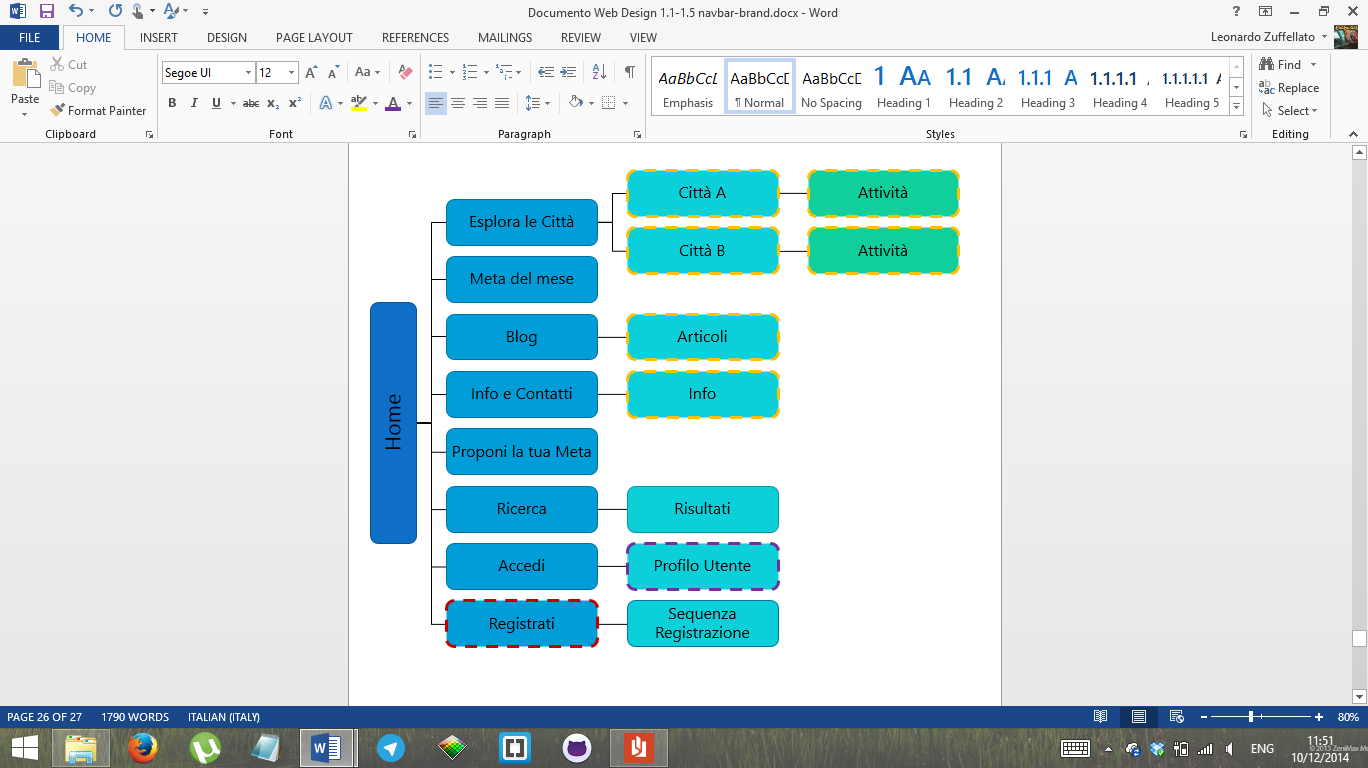 Documento Web Design 1.1-1.5 navbar-brand.docx - Word
FILE
HOME
INSERT
DESIGN
PAGE LAYOUT
REFERENCES
MAILINGS
REVIEW
VIEW
Leonardo Zuffellato
Paste
Cut
Copy
Format Painter
Clipboard
Segoe UI
12
Font
Paragraph
AaBbCcL
Emphasis
AaBbCcD
¶ Normal
AaBbCcD
No Spacing
1 AA
Heading 1
1.1 A
Heading 2
1.1.1 A
Heading 3
1.1.1.1
Heading 4
1.1.1.1.1
Heading 5
Styles
Find
Replace
Select
Editing
Home
Esplora le Città
Città A
Attività
Città B
Attività
Meta del mese
Blog
Articoli
Info e Contatti
Info
Proponi la tua Meta
Ricerca
Risultati
Accedi
Profilo Utente
Registrati
Sequenza
Registrazione
PAGE 26 OF 27
1790 WORDS
ITALIAN (ITALY)
80%
ENG
11:51
10/12/2014